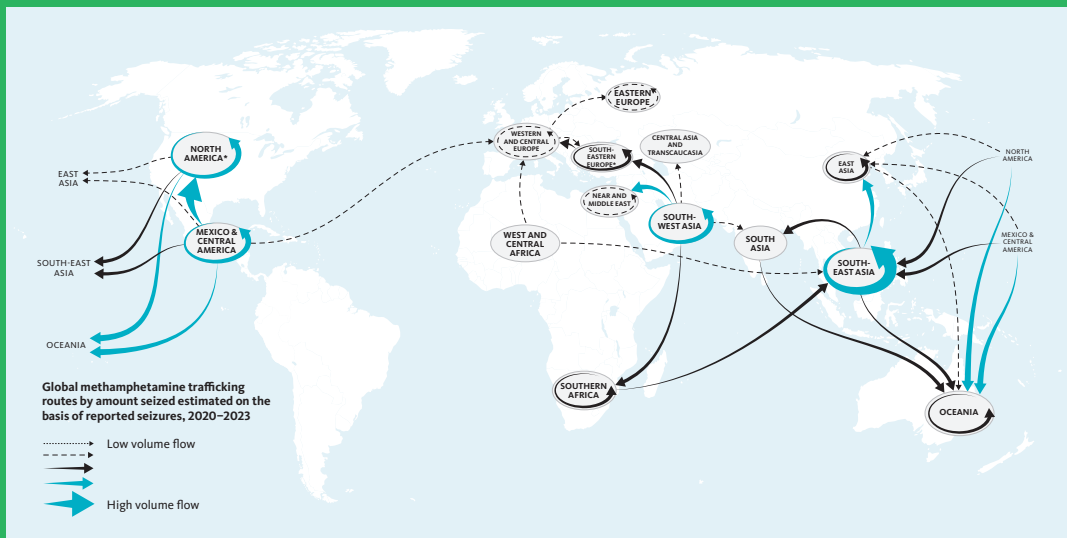 EASTERN
EUROPE
WESTERN
AND CENTRAL
EUROPE
SOUTH-
EASTERN
EUROPE*
CENTRAL ASIA
AND
TRANSCAUCASIA
NORTH
AMERICA*
EAST
ASIA
EAST
ASIA
NORTH
AMERICA
NEAR AND
MIDDLE EAST
SOUTH-
WEST ASIA
MEXICO &
CENTRAL
AMERICA
WEST AND
CENTRAL
AFRICA
SOUTH
ASIA
MEXICO &
CENTRAL
AMERICA
SOUTH-EAST
ASIA
SOUTH-
EAST ASIA
OCEANIA
SOUTHERN
AFRICA
OCEANIA
Global methamphetamine trafficking
routes by amount seized estimated on the
basis of reported seizures, 2020–2023
Low volume flow
High volume flow